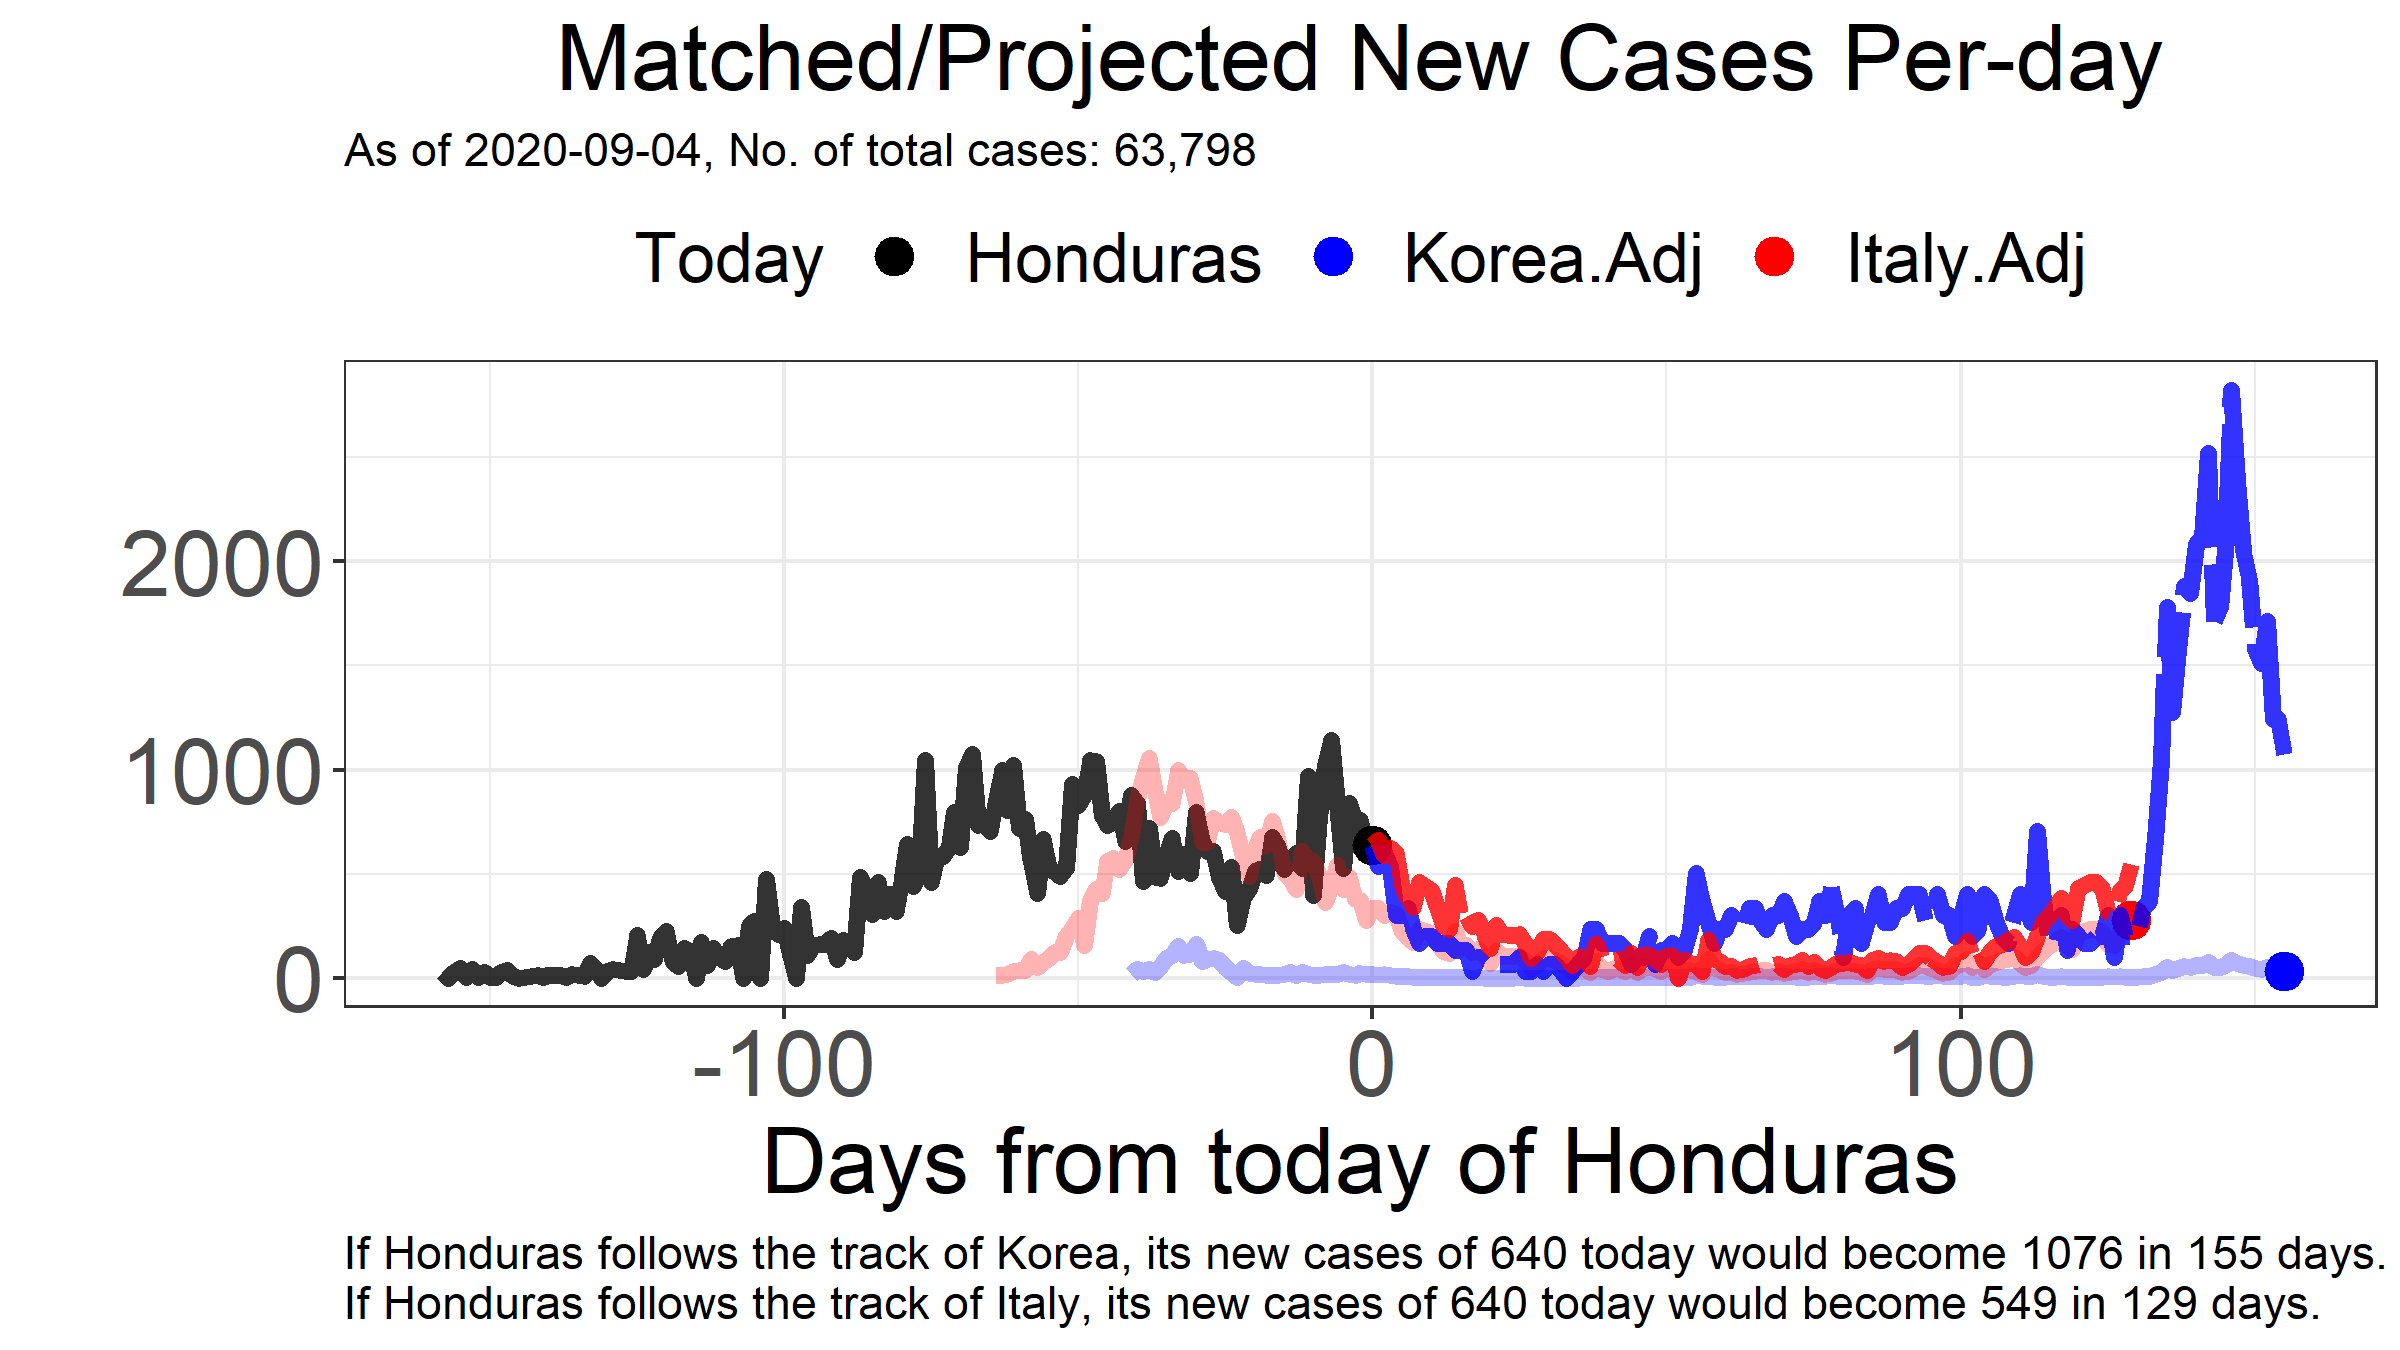 Matched/Projected New Cases Per-day
As of 2020-09-04, No. of total cases: 63,798
Today Honduras Korea.Adj Italy.Adj
2000
1000
0
-100 0 100
Days from today of Honduras
If Honduras follows the track of Korea, its new cases of 640 today would become 1076 in 155 days.
If Honduras follows the track of Italy, its new cases of 640 today would become 549 in 129 days.